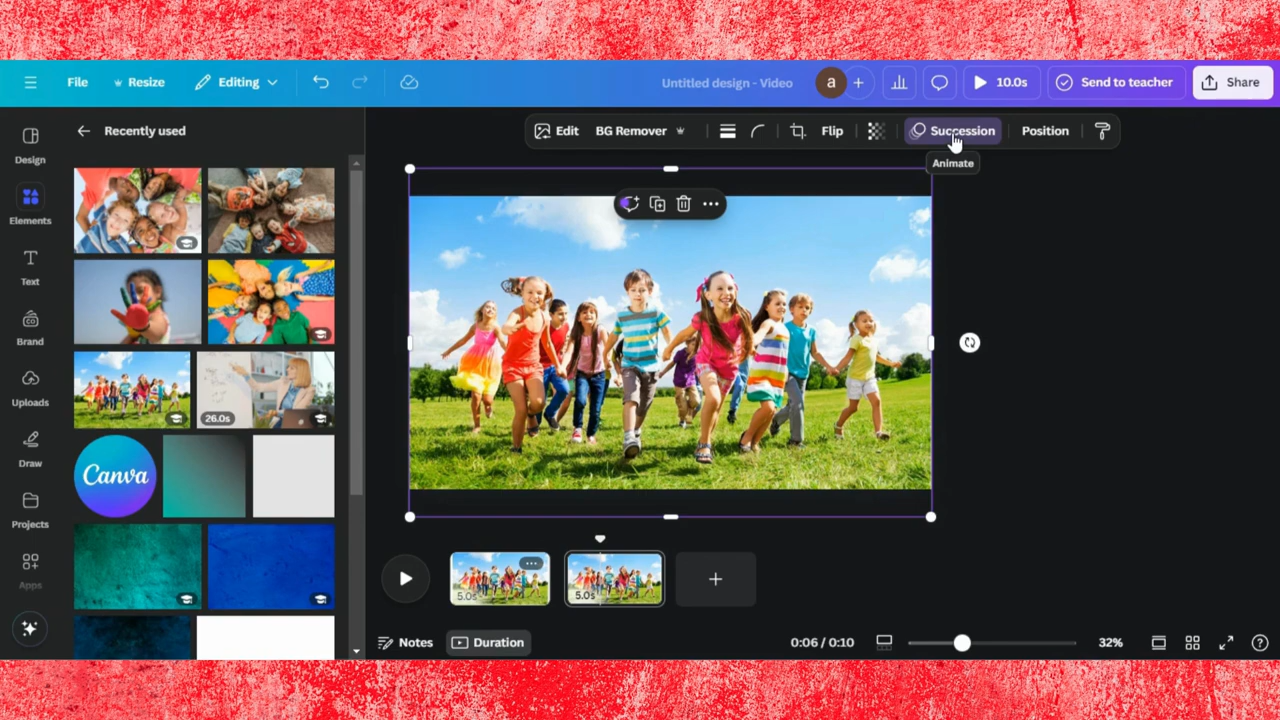 File
Resize
Editing
Untitled design - Video
a
10.0s
Send to teacher
Share
Recently used
Edit
BG Remover
Flip
Succession
Position
Animate
Design
Elements
Text
Brand
CO
Uploads
Draw
Projects
Apps
26.0s
Canva
5.0s
5.0s
Notes
Duration
0:06 / 0:10
32%